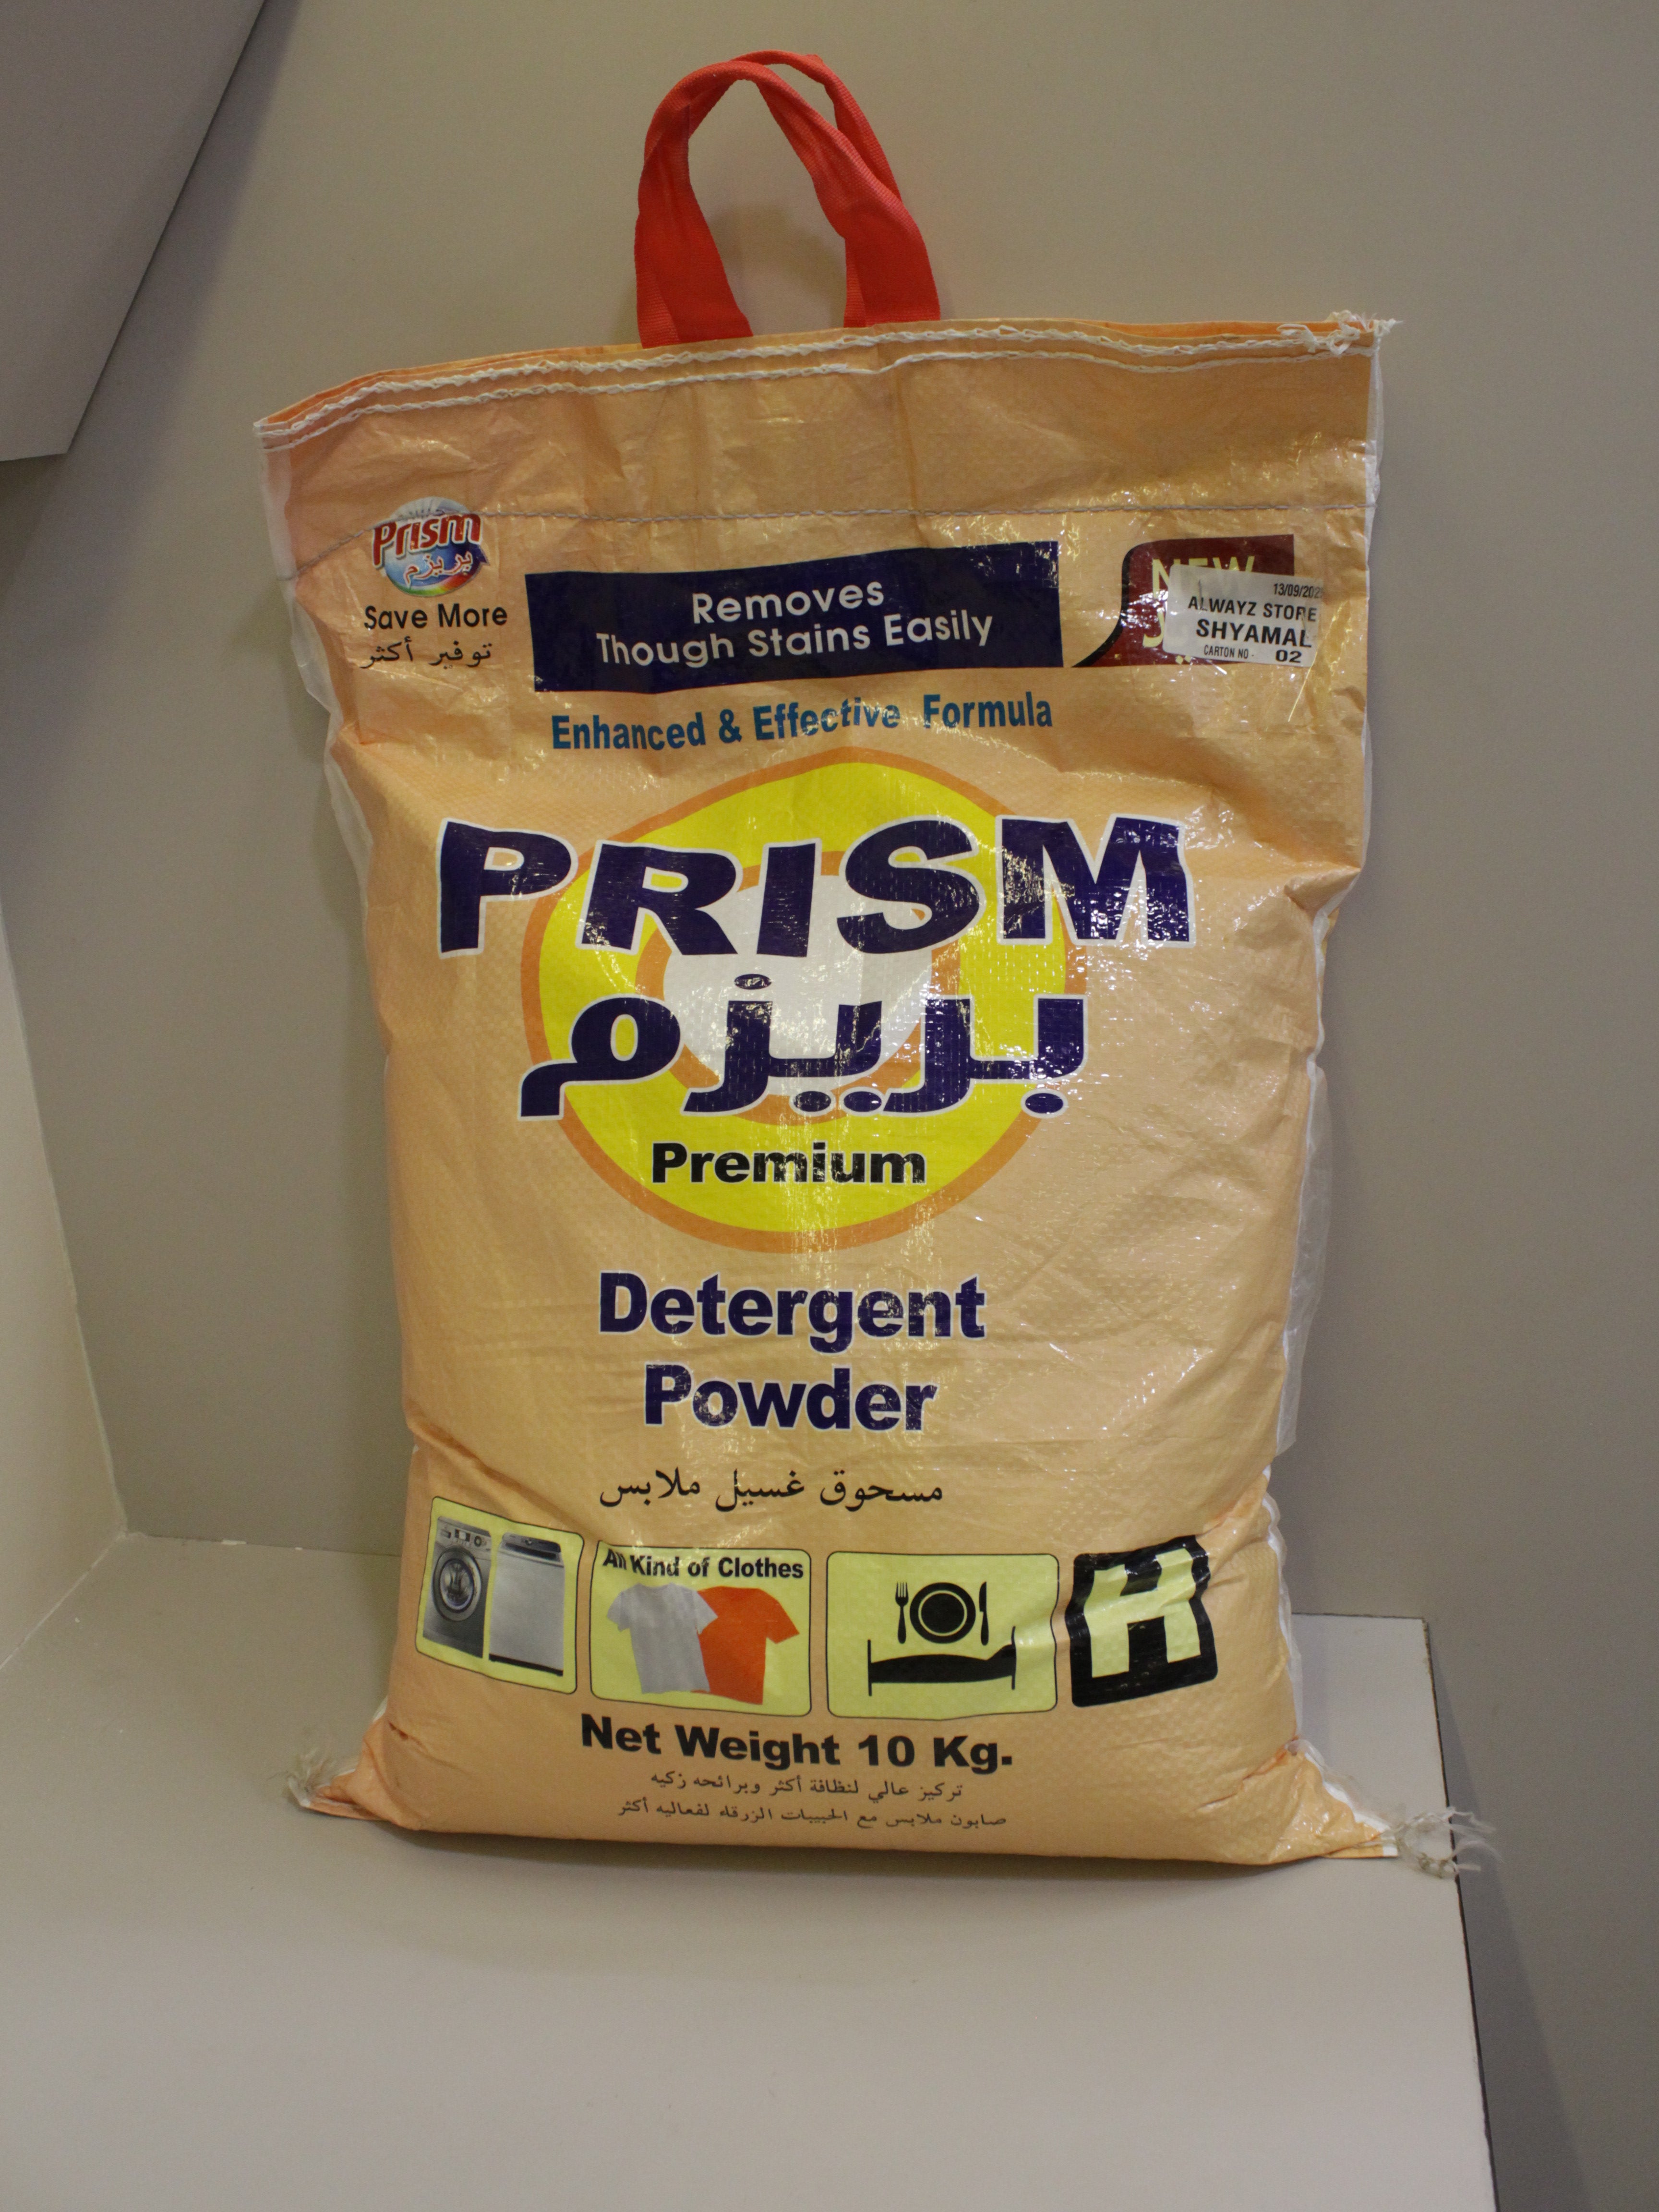 Prism
بريزم
Save More
توفير أكثر
Removes
Though Stains Easily
NEW
13/09/202
ALWAYZ STORE
SHYAMAL
CARTON NO - 02
Enhanced & Effective Formula
PRISM
بريزم
Premium
Detergent
Powder
مسحوق غسيل ملابس
All Kind of Clothes
H
Net Weight 10 Kg.
تركيز عالي لنظافة أكثر وبرائحه زكيه
صابون ملابس مع الحبيبات الزرقاء لفعاليه أكثر